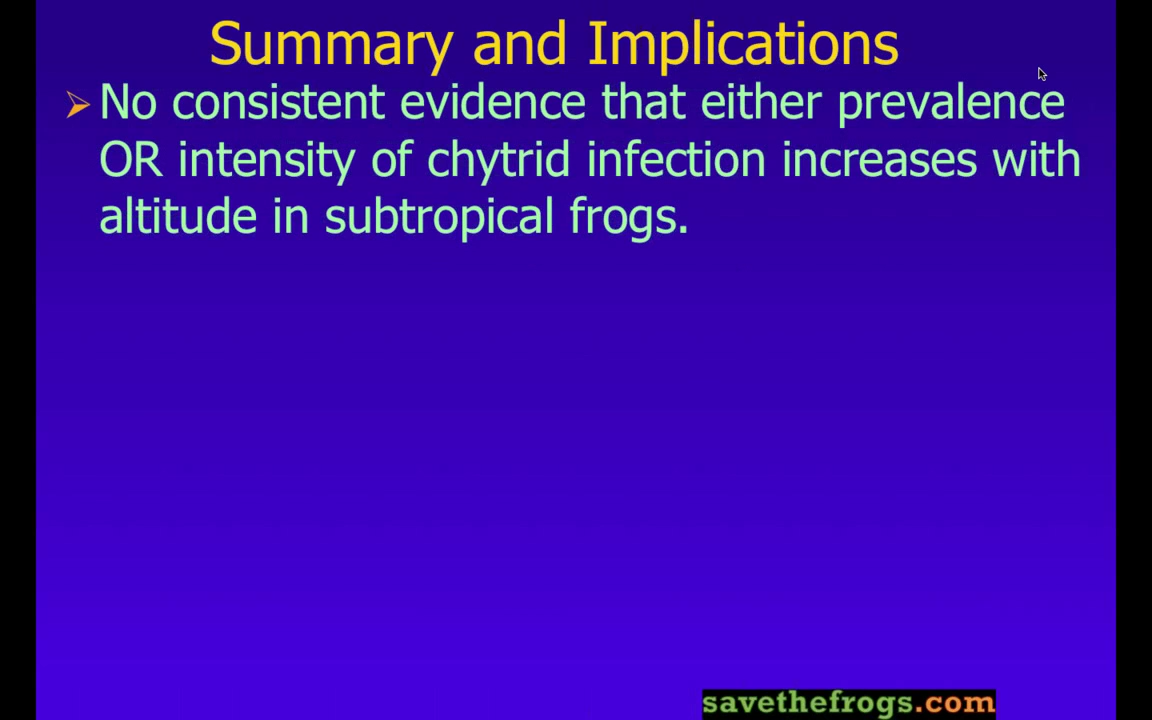 Summary and Implications
No consistent evidence that either prevalence
OR intensity of chytrid infection increases with
altitude in subtropical frogs.
savethefrogs.com